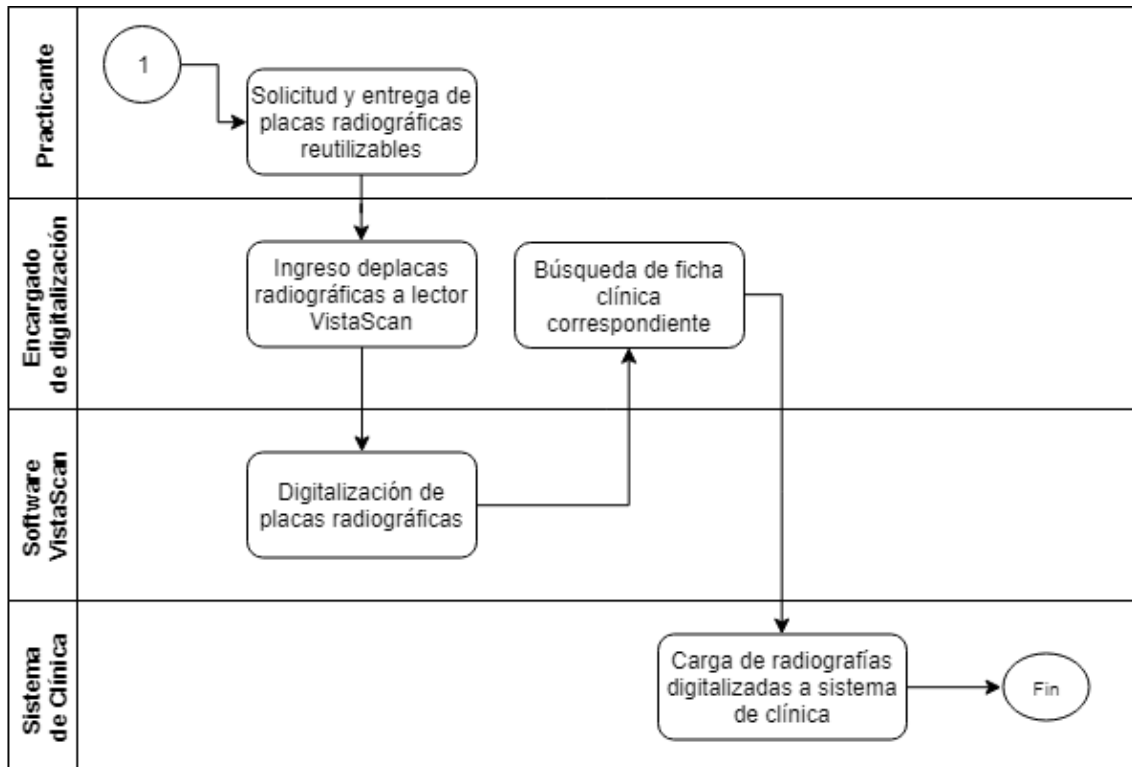 Practicante
1
Solicitud y entrega de
placas radiográficas
reutilizables
Encargado
de digitalización
Ingreso deplacas
radiográficas a lector
VistaScan
Búsqueda de ficha
clínica
correspondiente
Software
VistaScan
Digitalización de
placas radiográficas
Sistema
de Clínica
Carga de radiografías
digitalizadas a sistema
de clínica
Fin